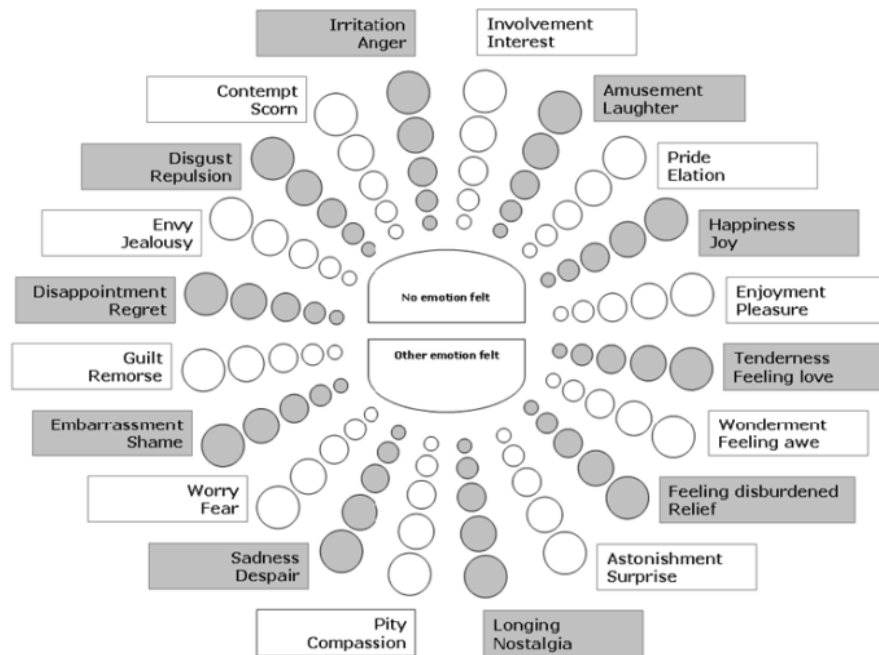 Irritation
Anger
Involvement
Interest
Contempt
Scorn
Amusement
Laughter
Disgust
Repulsion
Pride
Elation
Envy
Jealousy
Happiness
Joy
Disappointment
Regret
No emotion felt
Enjoyment
Pleasure
Guilt
Remorse
Other emotion felt
Tenderness
Feeling love
Embarrassment
Shame
Wonderment
Feeling awe
Worry
Fear
Feeling disburdened
Relief
Sadness
Despair
Astonishment
Surprise
Pity
Compassion
Longing
Nostalgia